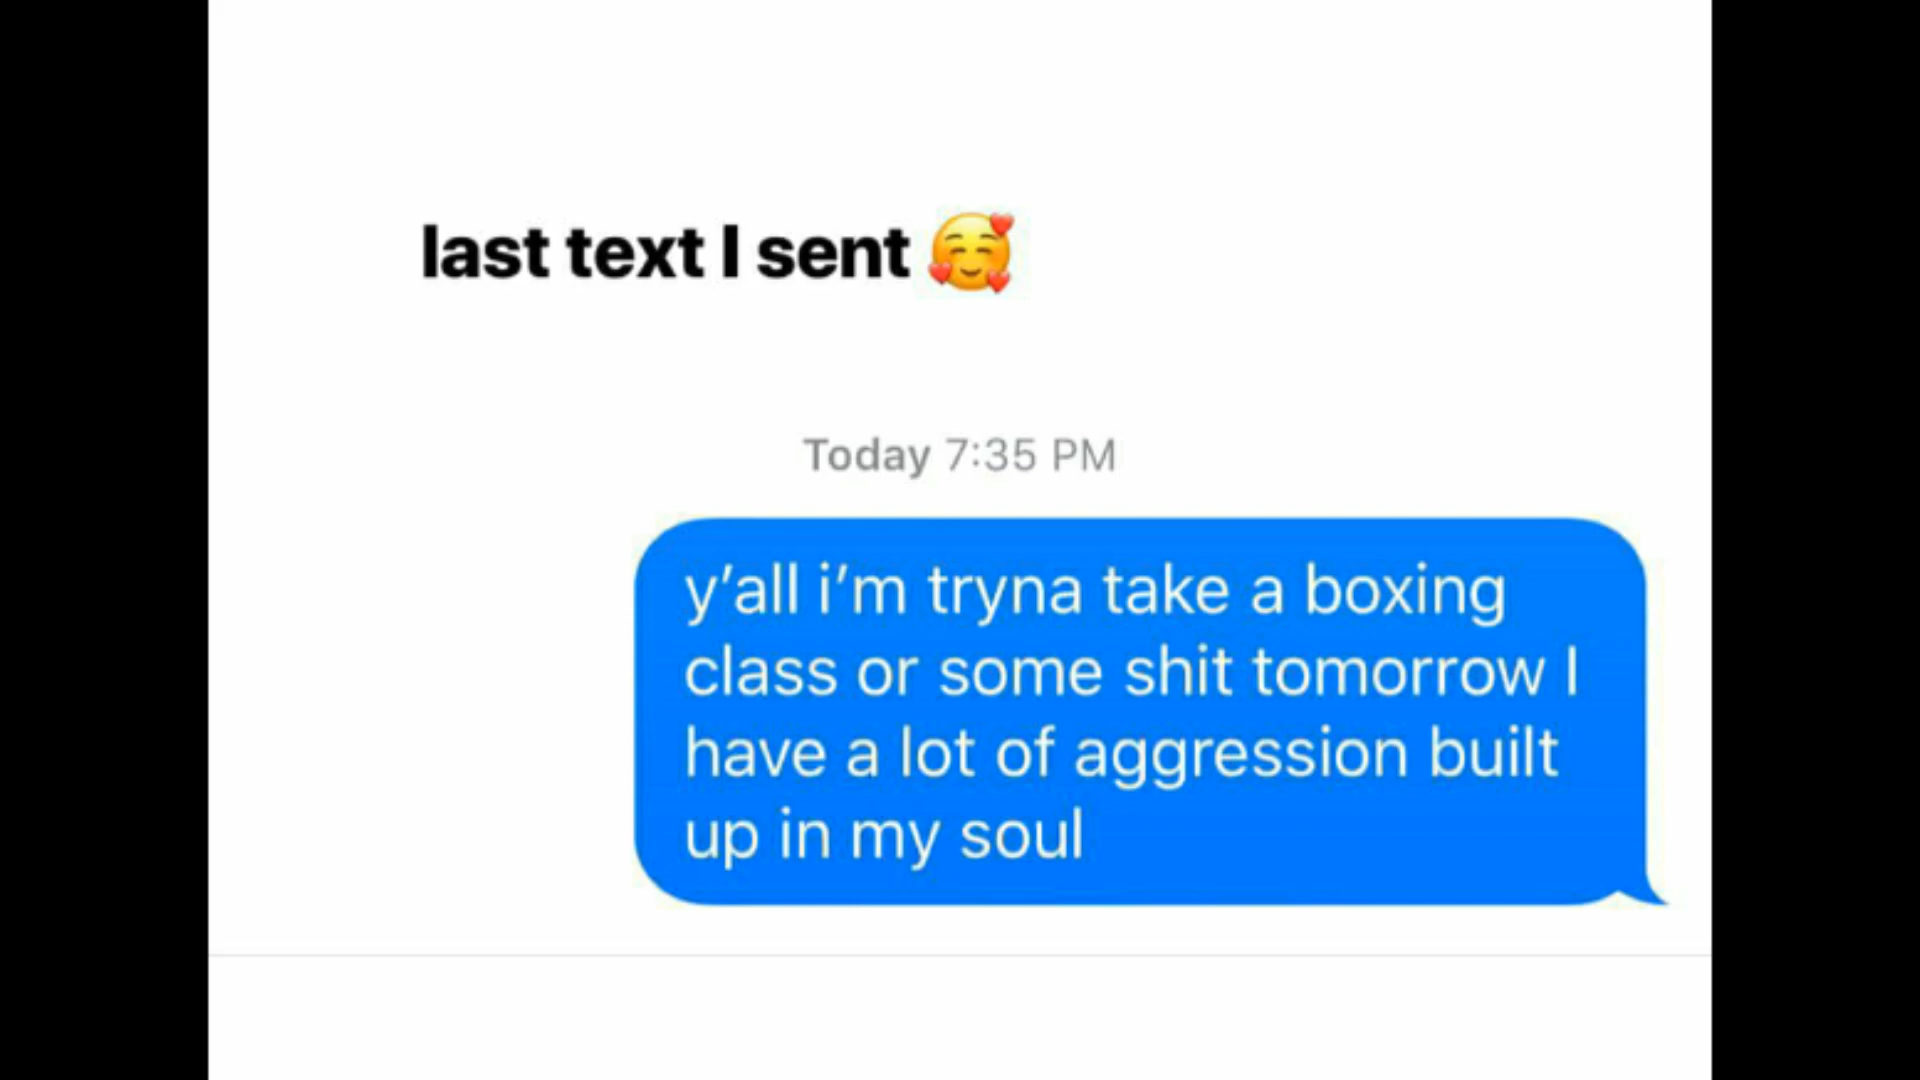 last text I sent 🥰
Today 7:35 PM
y’all i’m tryna take a boxing
class or some shit tomorrow I
have a lot of aggression built
up in my soul